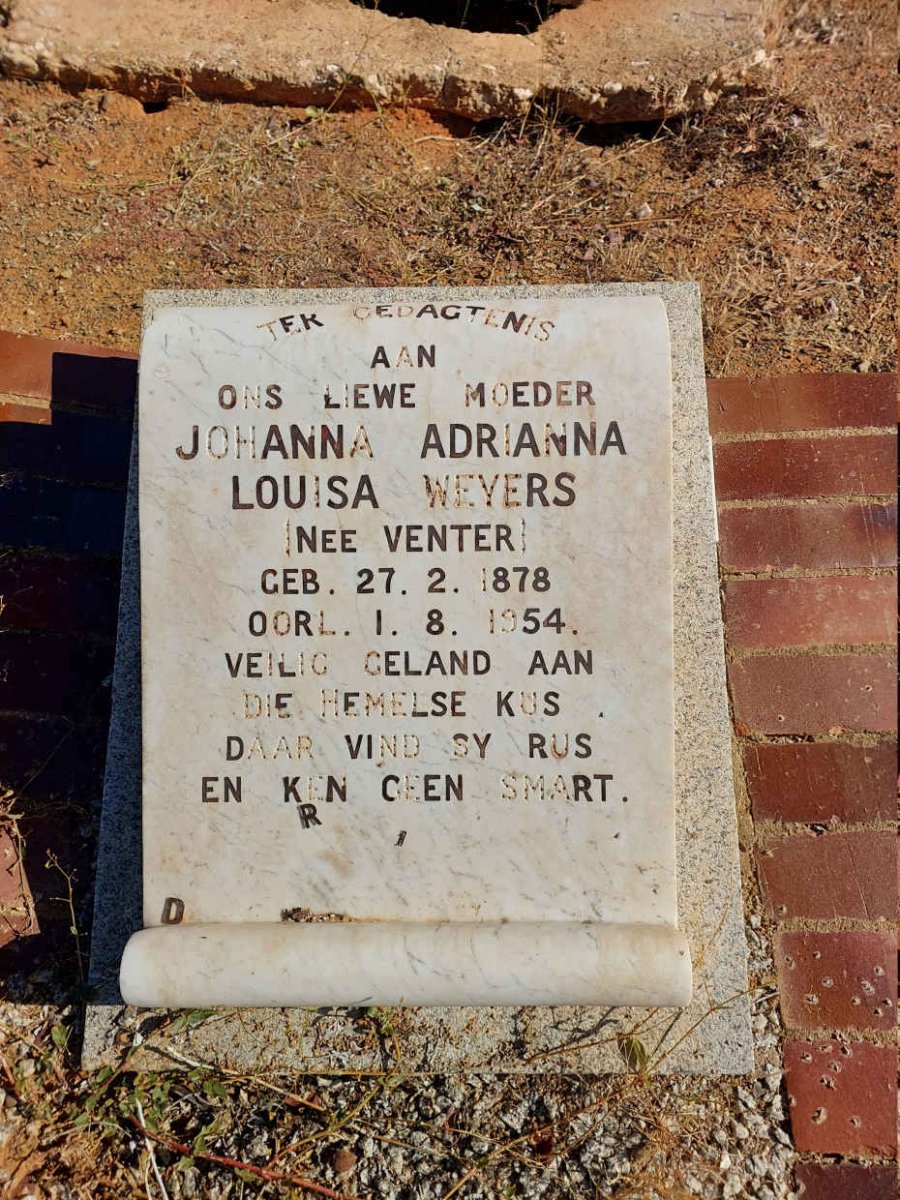 TER GEDAGTENIS
AAN
ONS LIEWE MOEDER
JOHANNA ADRIANNA
LOUISA WEYERS
(NEE VENTER)
GEB. 27. 2. 1878
OORL. 1. 8. 1954.
VEILIG GELAND AAN
DIE HEMELSE KUS .
DAAR VIND SY RUS
EN KEN GEEN SMART.
R
1
D